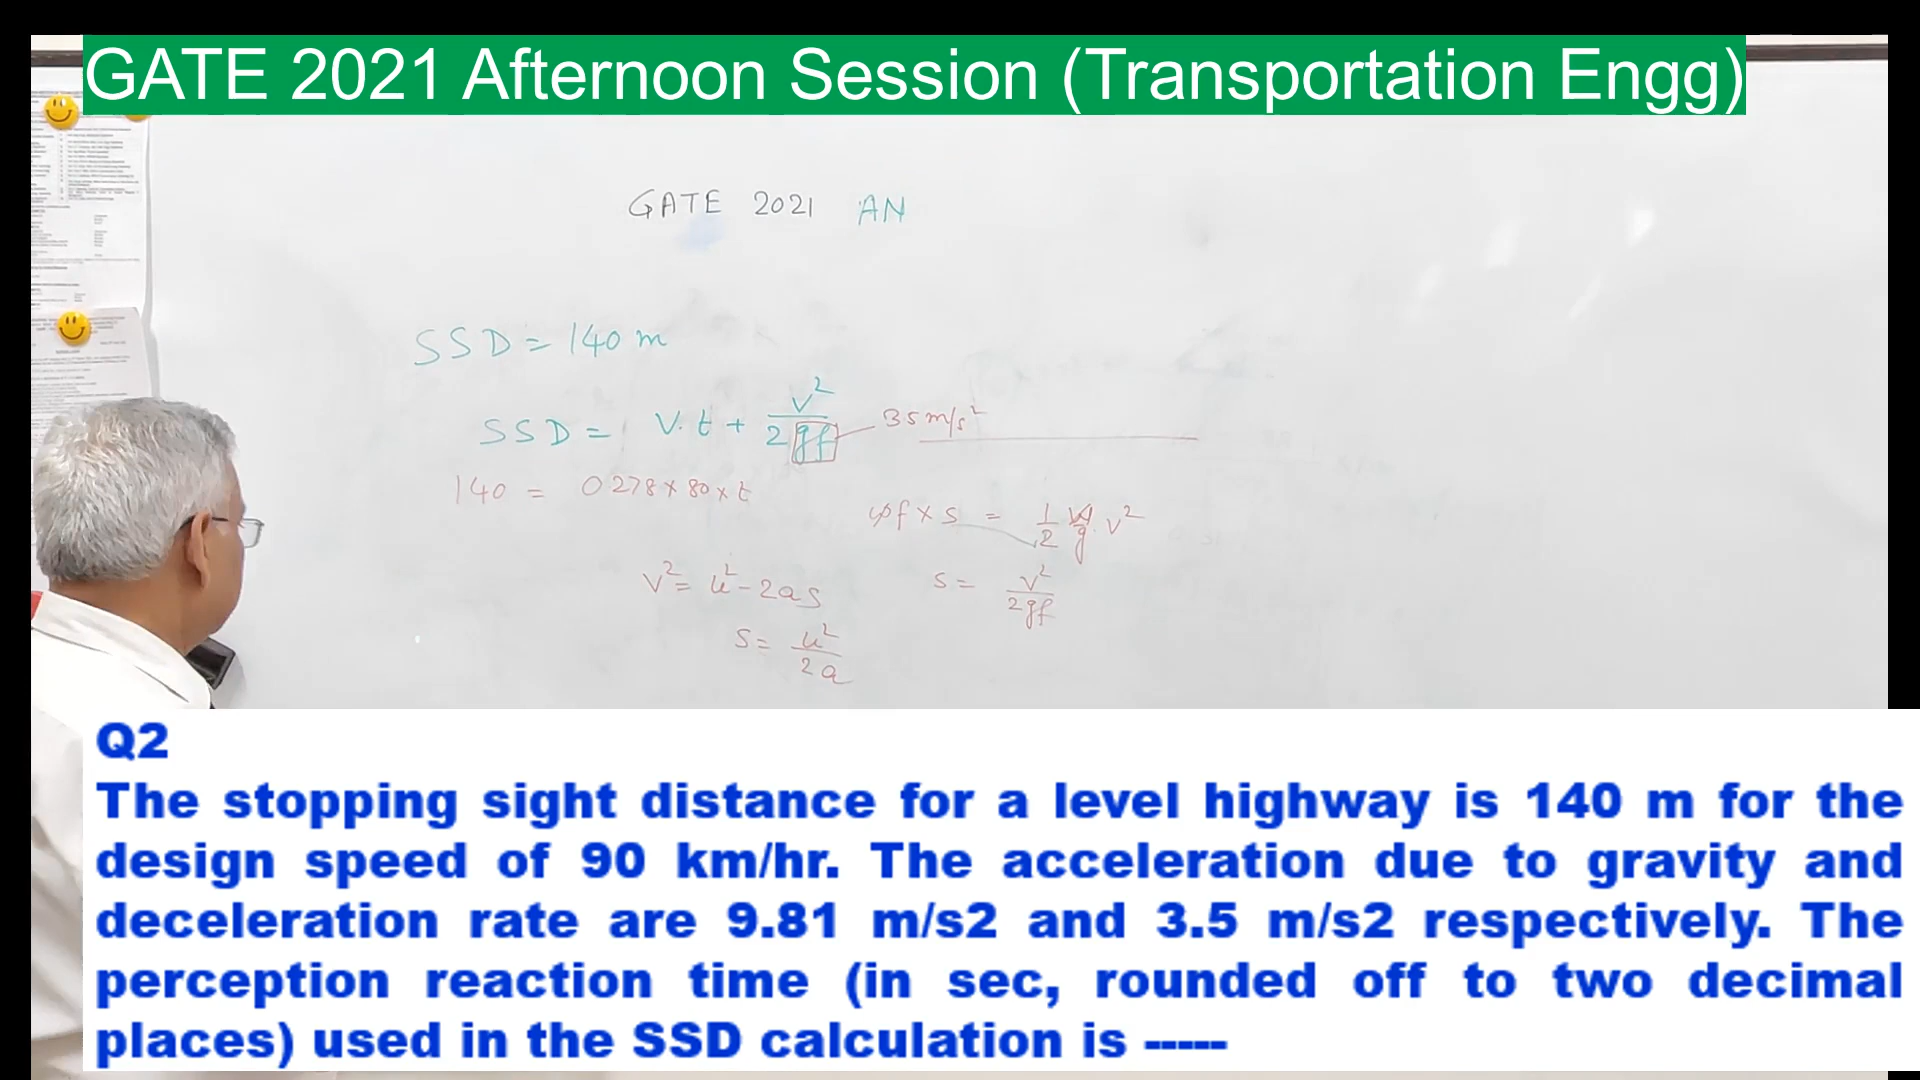 GATE 2021 Afternoon Session (Transportation Engg)
GATE 2021 AN
SSD = 140 m
SSD = V.t + v²/2gf 35 m/s²
140 = 0278 x 80 x t
f x s = 1/2 W/g . v²
v² = u² - 2as
s = v²/2gf
s = u²/2a
Q2
The stopping sight distance for a level highway is 140 m for the
design speed of 90 km/hr. The acceleration due to gravity and
deceleration rate are 9.81 m/s2 and 3.5 m/s2 respectively. The
perception reaction time (in sec, rounded off to two decimal
places) used in the SSD calculation is -----